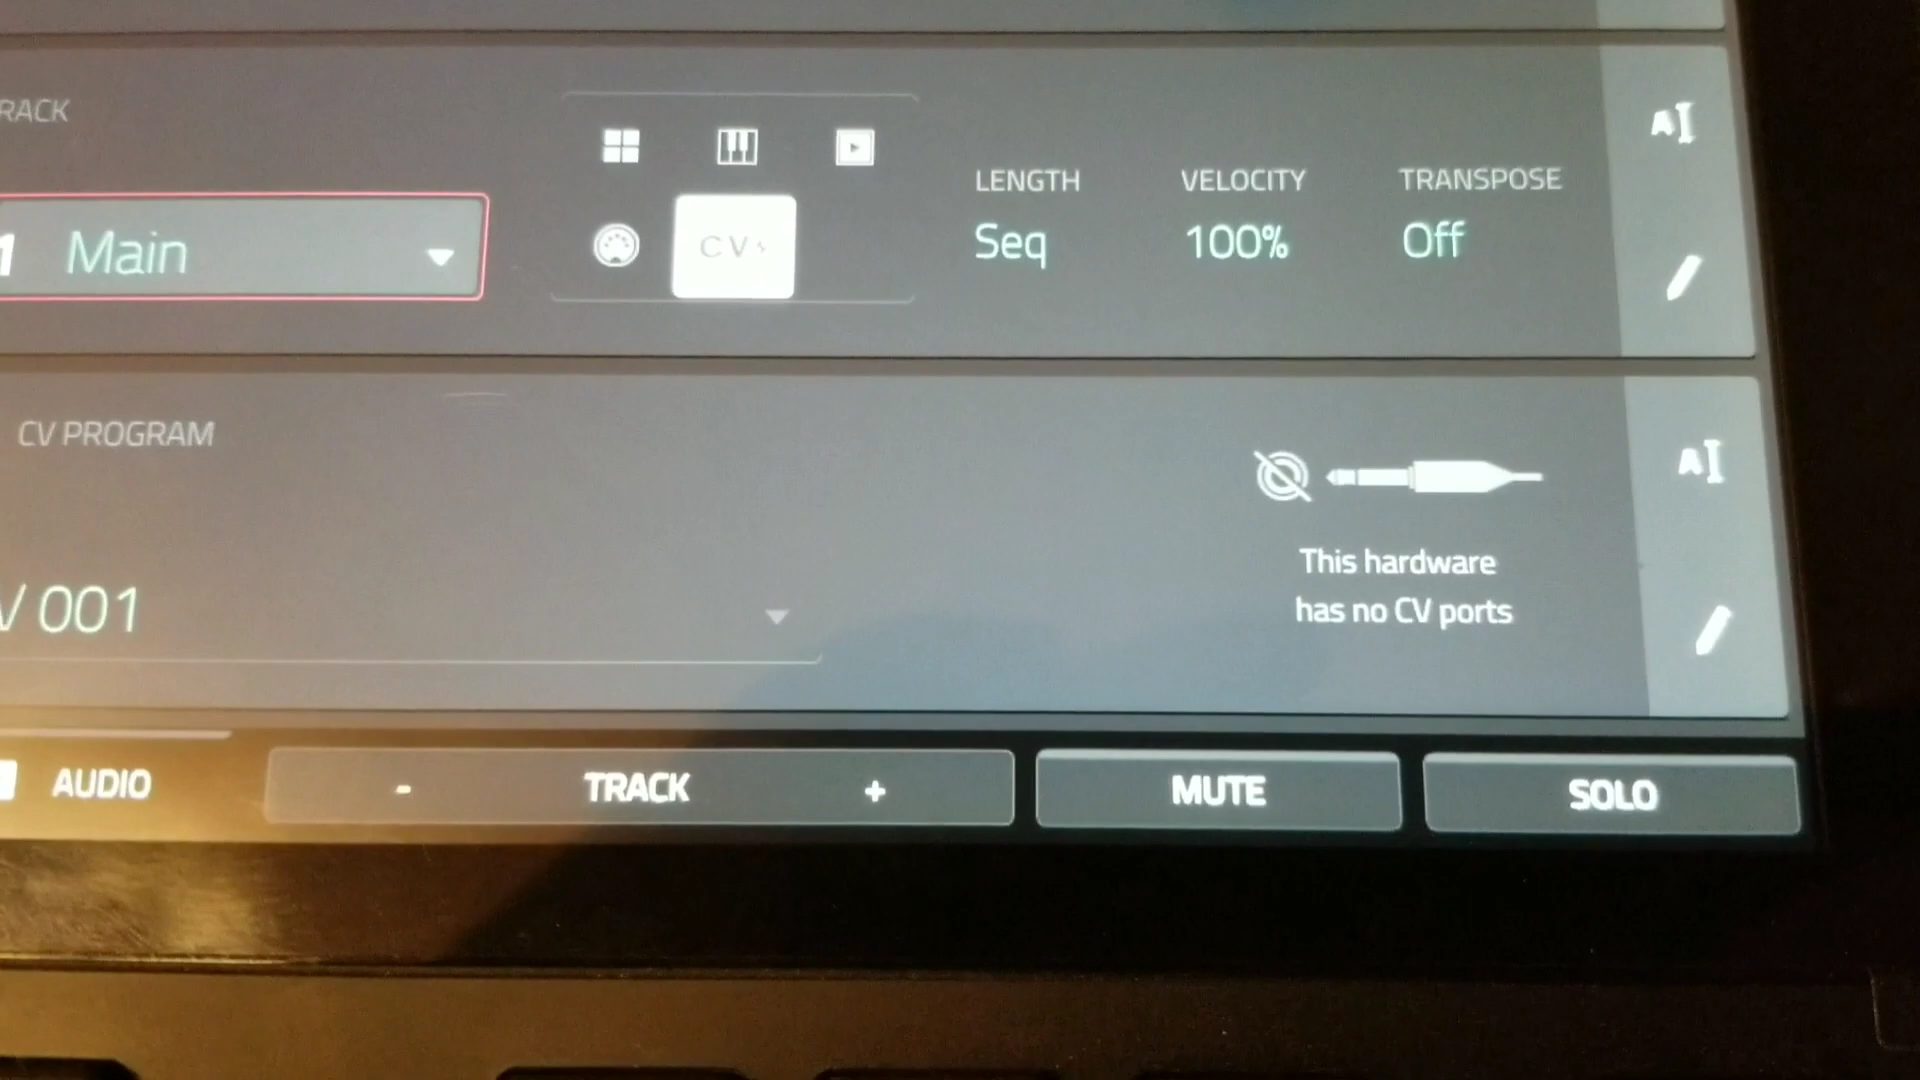 RACK
1 Main
CV
LENGTH VELOCITY TRANSPOSE
Seq 100% Off
A
CV PROGRAM
V 001
This hardware
has no CV ports
A
AUDIO - TRACK + MUTE SOLO